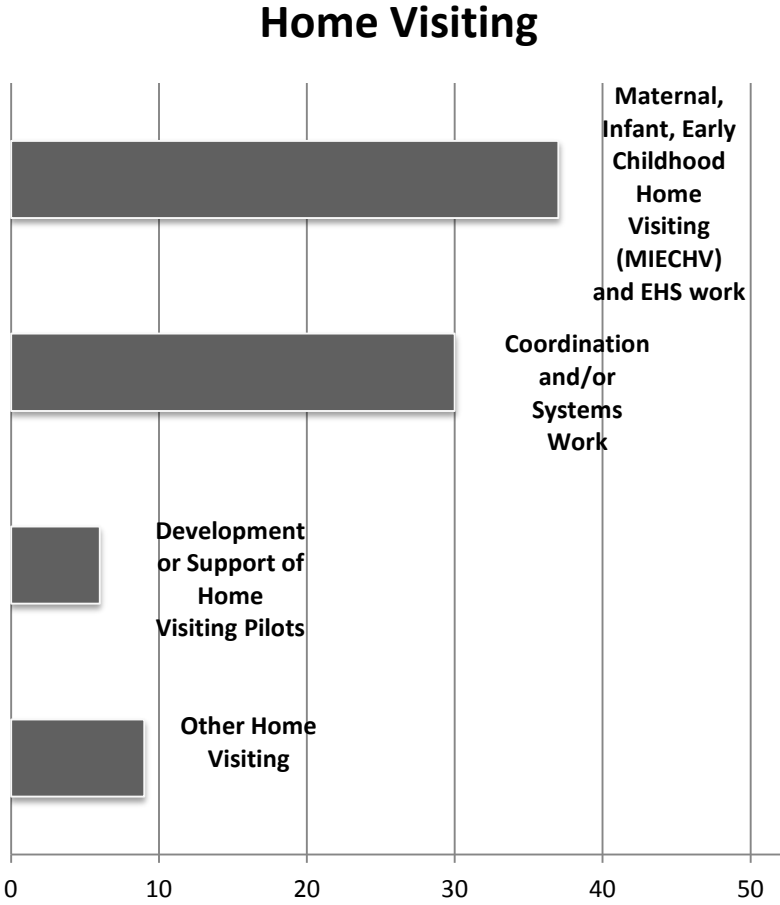 Home Visiting
Maternal,
Infant, Early
Childhood
Home
Visiting
(MIECHV)
and EHS work
Coordination
and/or
Systems
Work
Development
or Support of
Home
Visiting Pilots
Other Home
Visiting
0 10 20 30 40 50